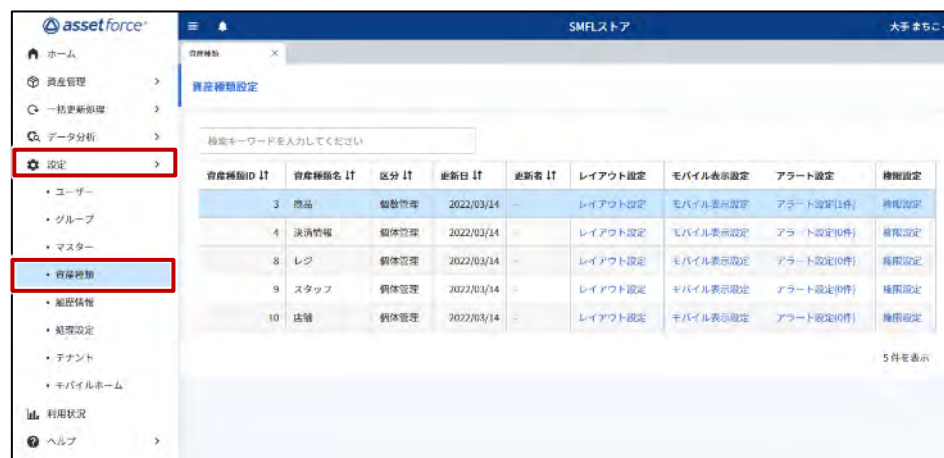 assetforce
SMFLストア
大手 まちこ
ホーム
資産管理
一括更新処理
データ分析
設定
・ユーザー
・グループ
・マスター
・資産種類
・履歴情報
・処理設定
・テナント
・モバイルホーム
利用状況
ヘルプ
資産種類 ×
資産種類設定
検索キーワードを入力してください
資産種類ID 資産種類名 区分 更新日 更新者 レイアウト設定 モバイル表示設定 アラート設定 権限設定
3 商品 個数管理 2022/03/14 - レイアウト設定 モバイル表示設定 アラート設定(1件) 権限設定
4 決済情報 個体管理 2022/03/14 - レイアウト設定 モバイル表示設定 アラート設定(0件) 権限設定
8 レジ 個体管理 2022/03/14 - レイアウト設定 モバイル表示設定 アラート設定(0件) 権限設定
9 スタッフ 個体管理 2022/03/14 - レイアウト設定 モバイル表示設定 アラート設定(0件) 権限設定
10 店舗 個体管理 2022/03/14 - レイアウト設定 モバイル表示設定 アラート設定(0件) 権限設定
5 件を表示